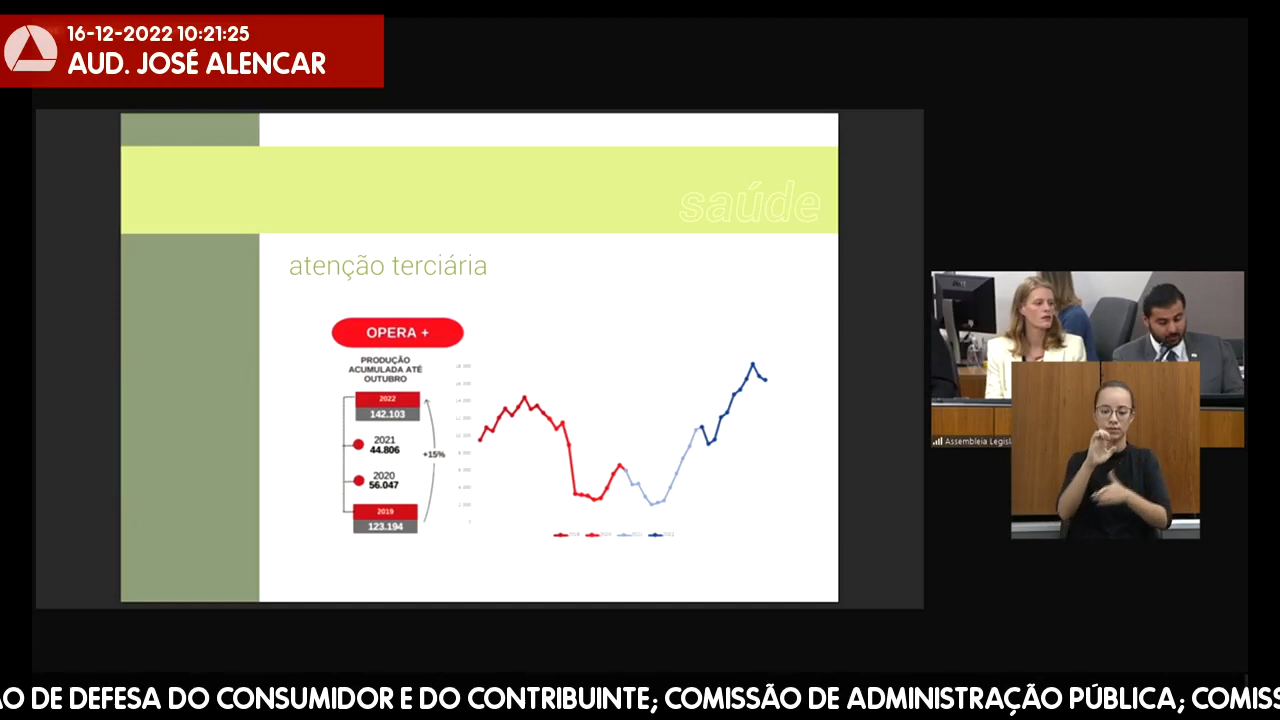 16-12-2022 10:21:25
AUD. JOSÉ ALENCAR
saúde
atenção terciária
OPERA +
PRODUÇÃO
ACUMULADA ATÉ
OUTUBRO
2022
142.103
2021
44.806
+15%
2020
56.047
2019
123.194
Assembleia Legisl
ÃO DE DEFESA DO CONSUMIDOR E DO CONTRIBUINTE; COMISSÃO DE ADMINISTRAÇÃO PÚBLICA; COMISS